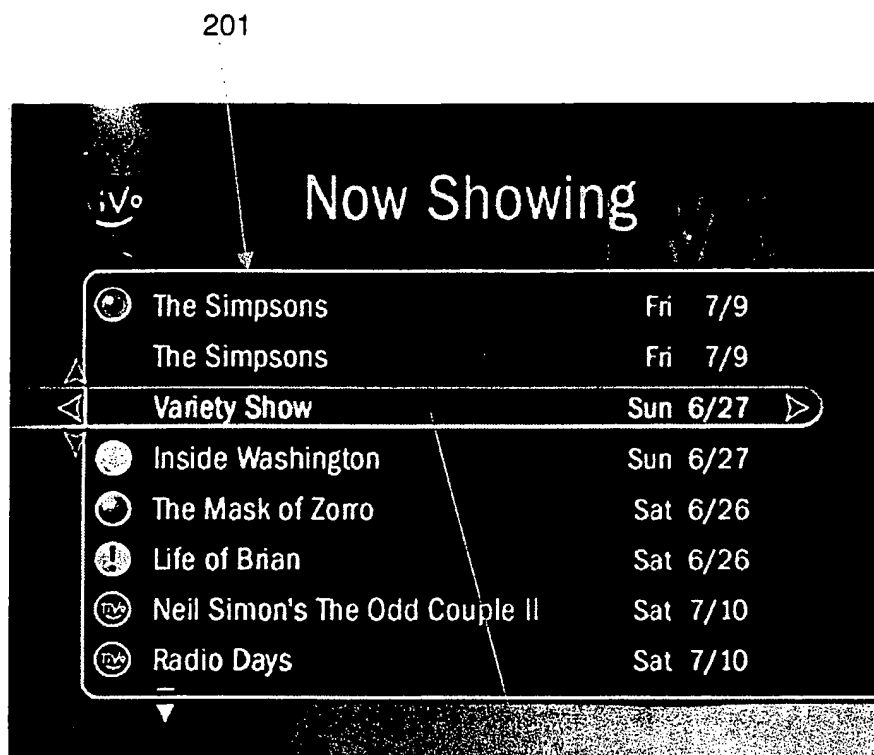 201
Now Showing
The Simpsons Fri 7/9
The Simpsons Fri 7/9
Variety Show Sun 6/27
Inside Washington Sun 6/27
The Mask of Zorro Sat 6/26
! Life of Brian Sat 6/26
TiVo Neil Simon's The Odd Couple II Sat 7/10
TiVo Radio Days Sat 7/10